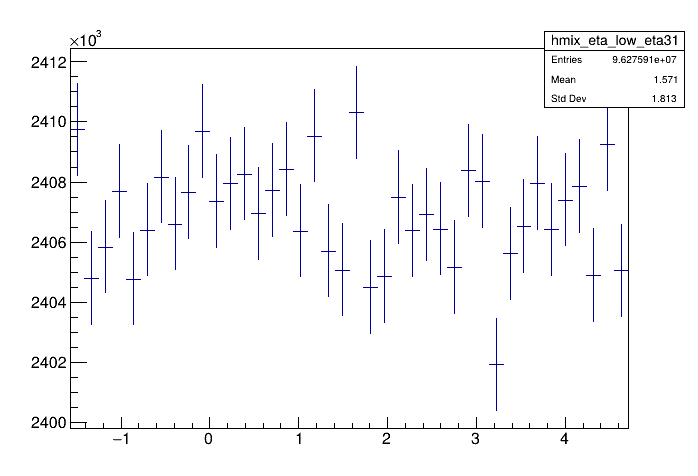 ×10³
hmix_eta_low_eta31
Entries 9.627591e+07
Mean 1.571
Std Dev 1.813
2412
2410
2408
2406
2404
2402
2400
−1 0 1 2 3 4